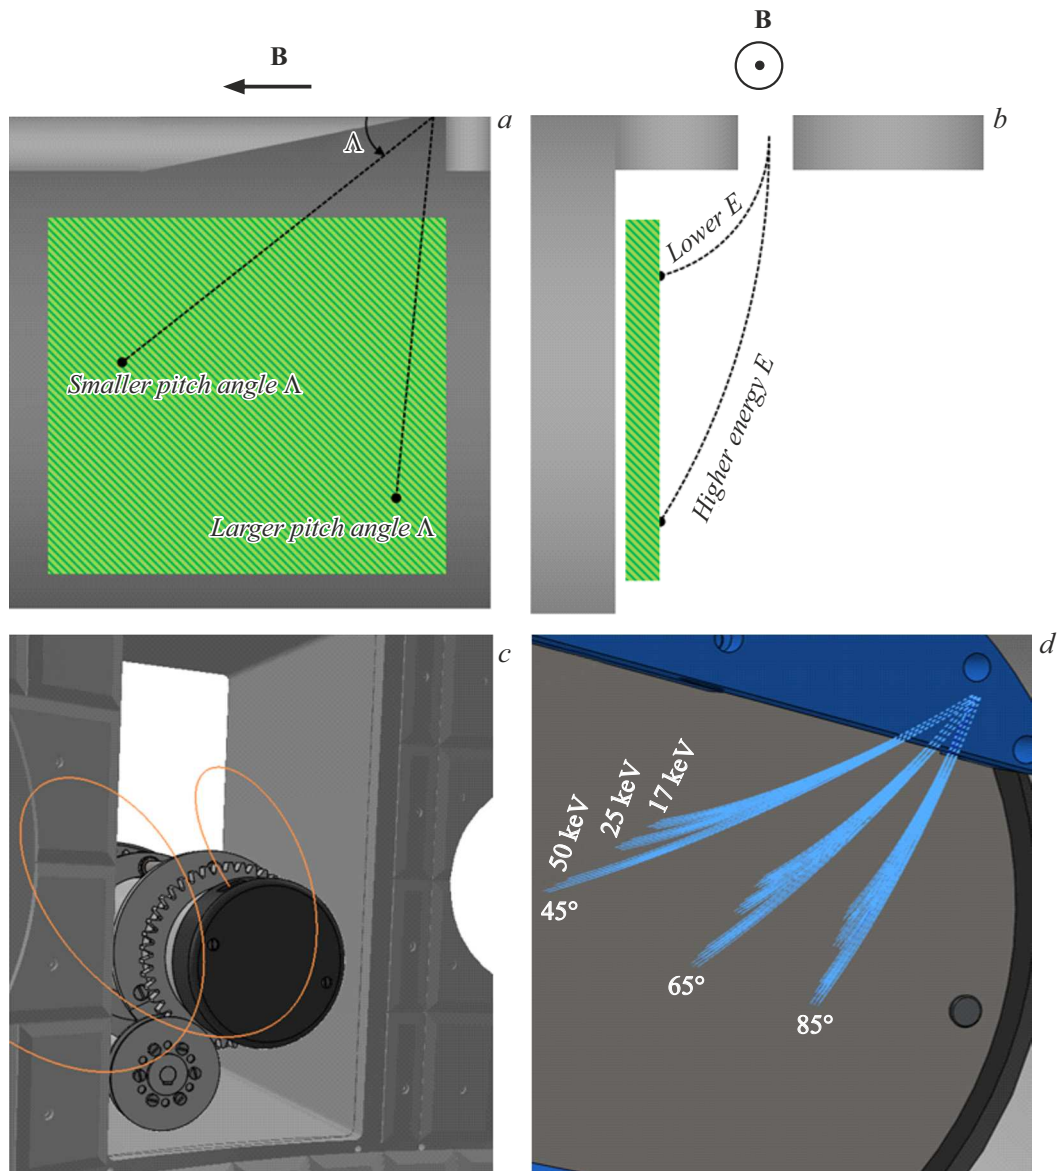 B
B
a
b
Λ
Smaller pitch angle Λ
Larger pitch angle Λ
Lower E
Higher energy E
c
d
50 keV
25 keV
17 keV
45°
65°
85°